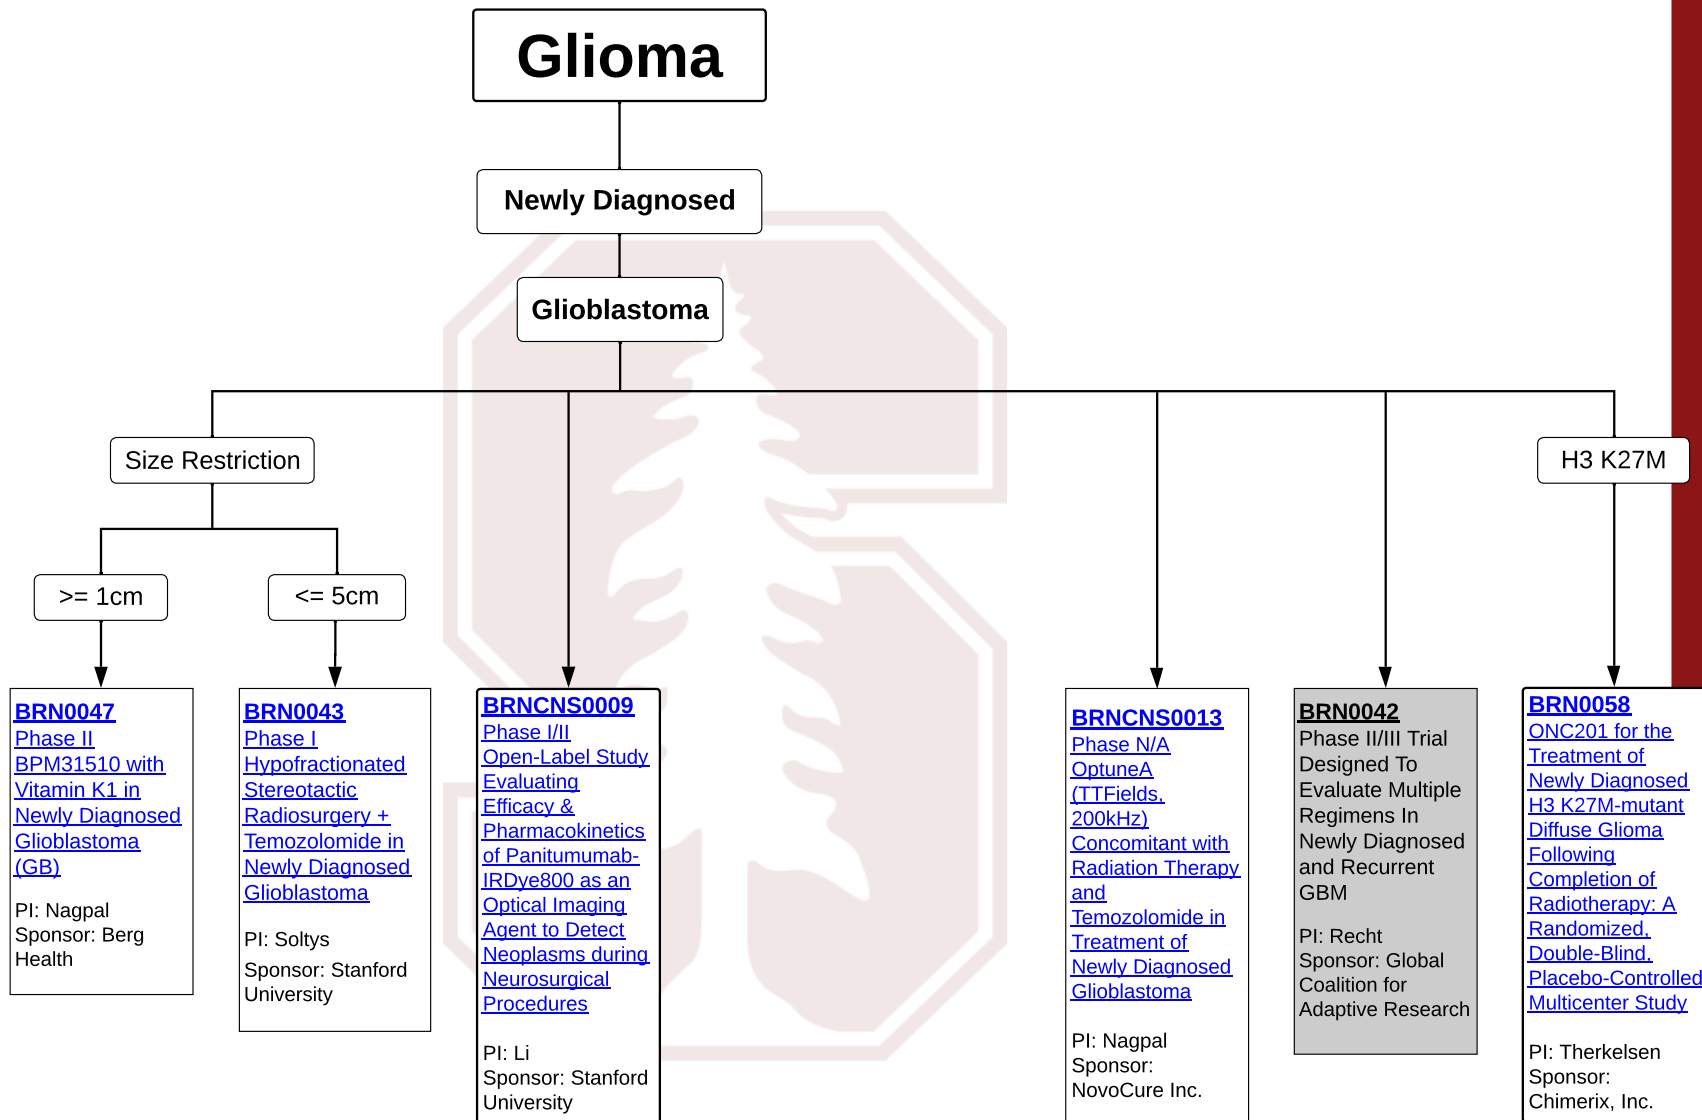 Glioma
Newly Diagnosed
Glioblastoma
Size Restriction
H3 K27M
>= 1cm
<= 5cm
BRN0047
Phase II
BPM31510 with
Vitamin K1 in
Newly Diagnosed
Glioblastoma
(GB)
PI: Nagpal
Sponsor: Berg
Health
BRN0043
Phase I
Hypofractionated
Stereotactic
Radiosurgery +
Temozolomide in
Newly Diagnosed
Glioblastoma
PI: Soltys
Sponsor: Stanford
University
BRNCNS0009
Phase I/II
Open-Label Study
Evaluating
Efficacy &
Pharmacokinetics
of Panitumumab-
IRDye800 as an
Optical Imaging
Agent to Detect
Neoplasms during
Neurosurgical
Procedures
PI: Li
Sponsor: Stanford
University
BRNCNS0013
Phase N/A
OptuneA
(TTFields,
200kHz)
Concomitant with
Radiation Therapy
and
Temozolomide in
Treatment of
Newly Diagnosed
Glioblastoma
PI: Nagpal
Sponsor:
NovoCure Inc.
BRN0042
Phase II/III Trial
Designed To
Evaluate Multiple
Regimens In
Newly Diagnosed
and Recurrent
GBM
PI: Recht
Sponsor: Global
Coalition for
Adaptive Research
BRN0058
ONC201 for the
Treatment of
Newly Diagnosed
H3 K27M-mutant
Diffuse Glioma
Following
Completion of
Radiotherapy: A
Randomized,
Double-Blind,
Placebo-Controlled
Multicenter Study
PI: Therkelsen
Sponsor:
Chimerix, Inc.